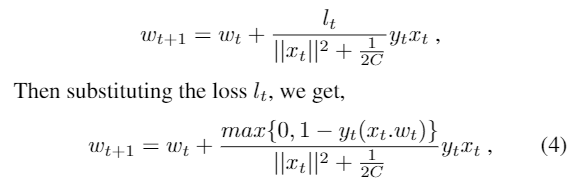 w_{t+1} = w_t + \frac{l_t}{||x_t||^2 + \frac{1}{2C}} y_t x_t ,
Then substituting the loss l_t, we get,
w_{t+1} = w_t + \frac{max\{0, 1 - y_t(x_t.w_t)\}}{||x_t||^2 + \frac{1}{2C}} y_t x_t , (4)